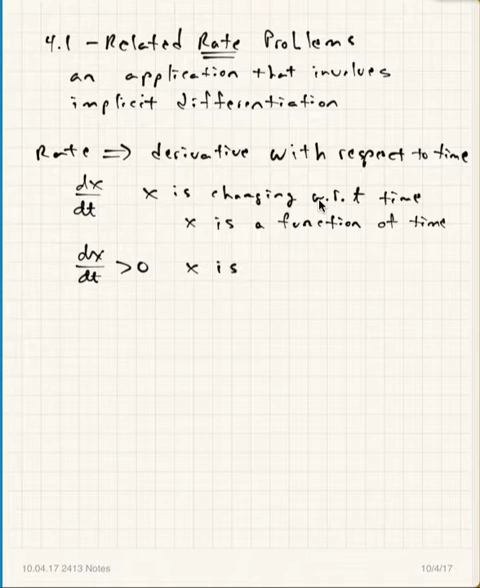 4.1 - Related Rate Problems
an application that involves
implicit differentiation
Rate => derivative with respect to time
dx/dt x is changing w.r.t time
x is a function of time
dx/dt >0 x is
10.04.17 2413 Notes 10/4/17